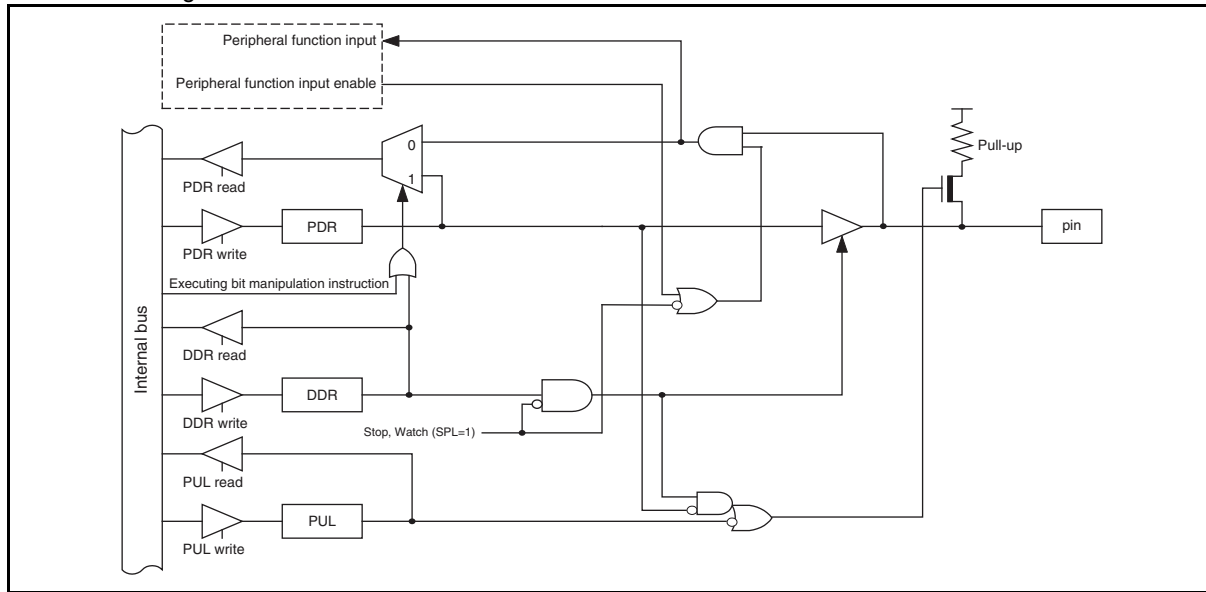 Peripheral function input
Peripheral function input enable
0
1
Pull-up
PDR read
PDR
pin
PDR write
Executing bit manipulation instruction
Internal bus
DDR read
DDR
DDR write
Stop, Watch (SPL=1)
PUL read
PUL
PUL write